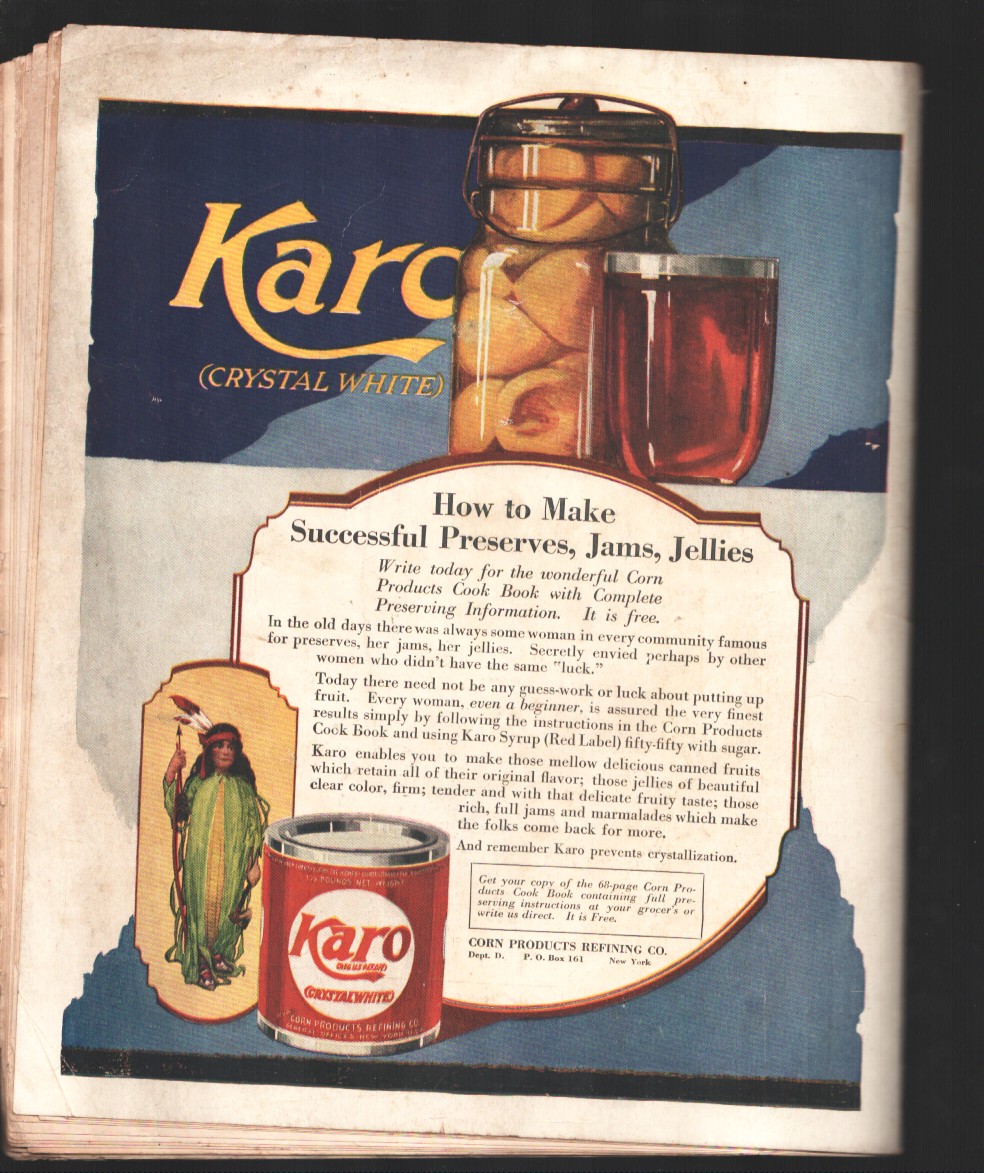 Karo
(CRYSTAL WHITE)
How to Make
Successful Preserves, Jams, Jellies
Write today for the wonderful Corn
Products Cook Book with Complete
Preserving Information. It is free.
In the old days there was always some woman in every community famous
for preserves, her jams, her jellies. Secretly envied perhaps by other
women who didn't have the same "luck."
Today there need not be any guess-work or luck about putting up
fruit. Every woman, even a beginner, is assured the very finest
results simply by following the instructions in the Corn Products
Cook Book and using Karo Syrup (Red Label) fifty-fifty with sugar.
Karo enables you to make those mellow delicious canned fruits
which retain all of their original flavor; those jellies of beautiful
clear color, firm; tender and with that delicate fruity taste; those
rich, full jams and marmalades which make
the folks come back for more.
And remember Karo prevents crystallization.
Get your copy of the 68-page Corn Pro-
ducts Cook Book containing full pre-
serving instructions at your grocer's or
write us direct. It is Free.
CORN PRODUCTS REFINING CO.
Dept. D. P. O. Box 161 New York
POUNDS NET WEIGHT
Karo
(CRYSTAL WHITE)
CORN PRODUCTS REFINING CO.
GENERAL OFFICES NEW YORK U.S.A.